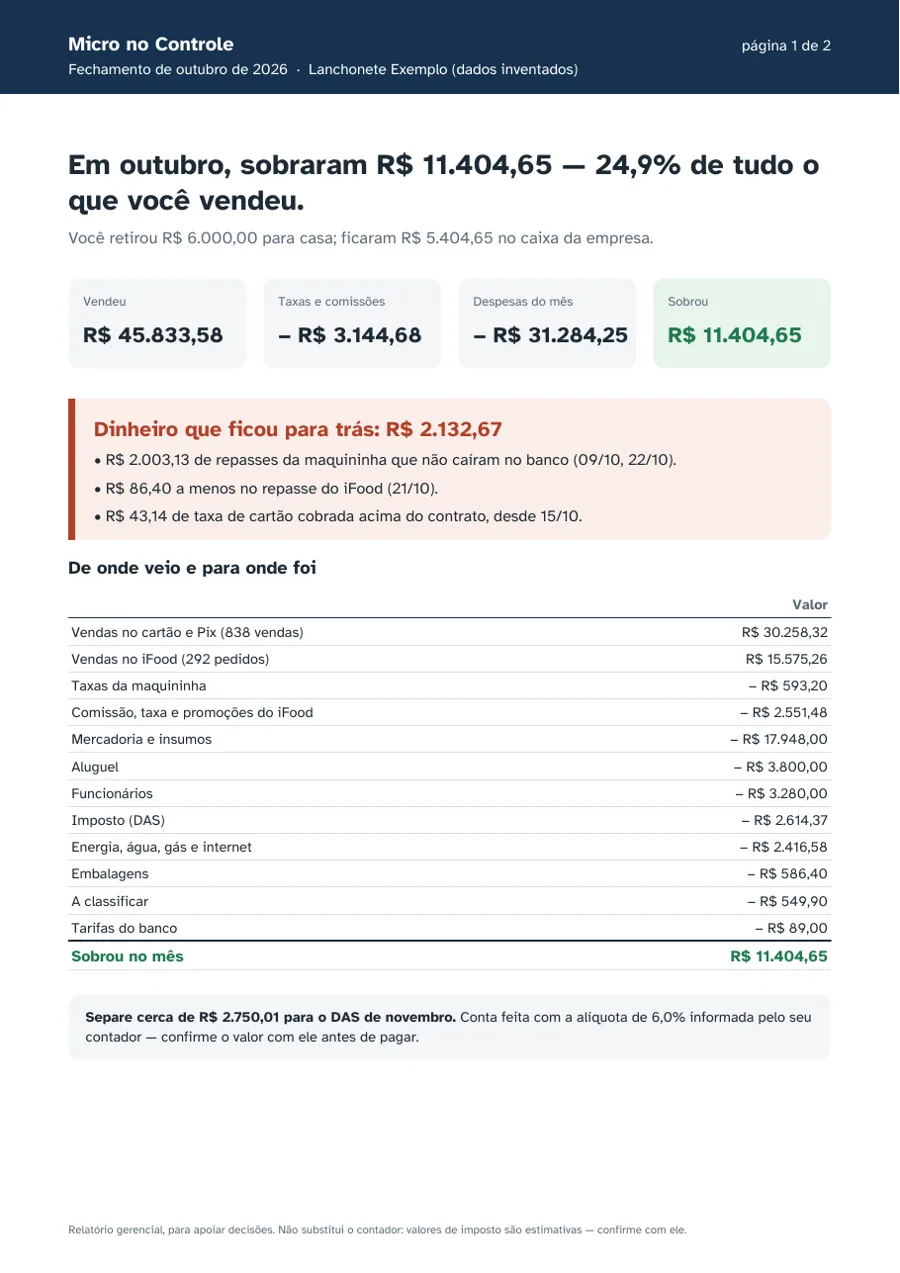 Micro no Controle
página 1 de 2
Fechamento de outubro de 2026 · Lanchonete Exemplo (dados inventados)
Em outubro, sobraram R$ 11.404,65 — 24,9% de tudo o
que você vendeu.
Você retirou R$ 6.000,00 para casa; ficaram R$ 5.404,65 no caixa da empresa.
Vendeu
R$ 45.833,58
Taxas e comissões
– R$ 3.144,68
Despesas do mês
– R$ 31.284,25
Sobrou
R$ 11.404,65
Dinheiro que ficou para trás: R$ 2.132,67
• R$ 2.003,13 de repasses da maquininha que não caíram no banco (09/10, 22/10).
• R$ 86,40 a menos no repasse do iFood (21/10).
• R$ 43,14 de taxa de cartão cobrada acima do contrato, desde 15/10.
De onde veio e para onde foi
Valor
Vendas no cartão e Pix (838 vendas) R$ 30.258,32
Vendas no iFood (292 pedidos) R$ 15.575,26
Taxas da maquininha – R$ 593,20
Comissão, taxa e promoções do iFood – R$ 2.551,48
Mercadoria e insumos – R$ 17.948,00
Aluguel – R$ 3.800,00
Funcionários – R$ 3.280,00
Imposto (DAS) – R$ 2.614,37
Energia, água, gás e internet – R$ 2.416,58
Embalagens – R$ 586,40
A classificar – R$ 549,90
Tarifas do banco – R$ 89,00
Sobrou no mês R$ 11.404,65
Separe cerca de R$ 2.750,01 para o DAS de novembro. Conta feita com a alíquota de 6,0% informada pelo seu
contador — confirme o valor com ele antes de pagar.
Relatório gerencial, para apoiar decisões. Não substitui o contador: valores de imposto são estimativas — confirme com ele.